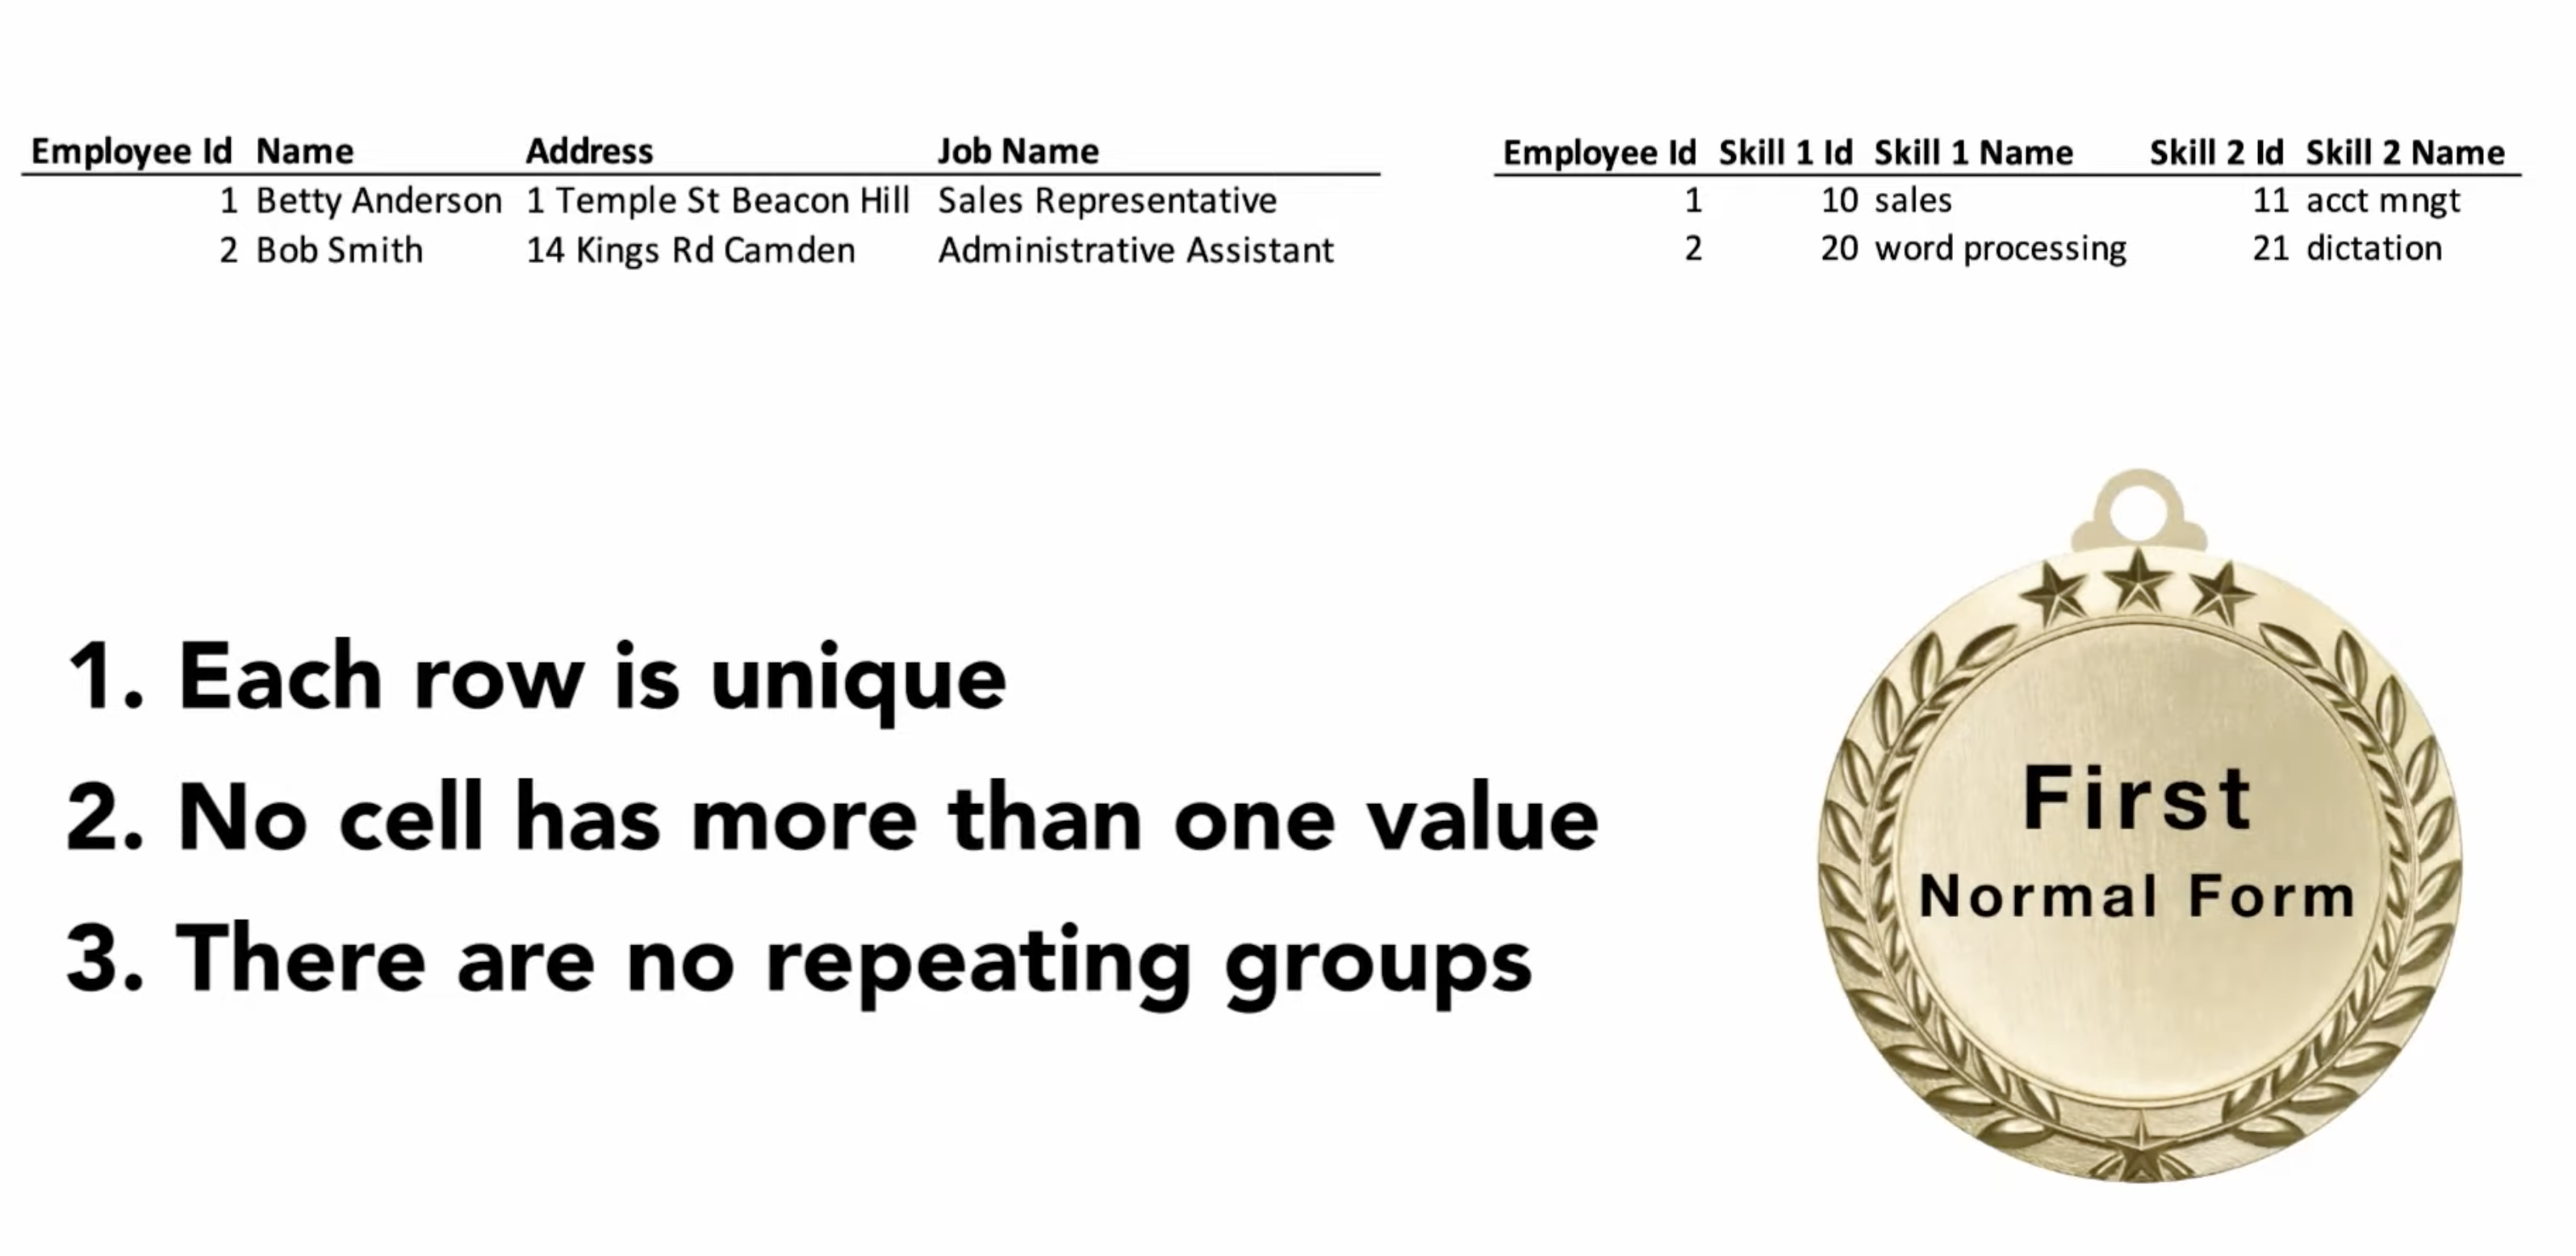 Employee Id Name Address Job Name
1 Betty Anderson 1 Temple St Beacon Hill Sales Representative
2 Bob Smith 14 Kings Rd Camden Administrative Assistant
Employee Id Skill 1 Id Skill 1 Name Skill 2 Id Skill 2 Name
1 10 sales 11 acct mngt
2 20 word processing 21 dictation
1. Each row is unique
2. No cell has more than one value
3. There are no repeating groups
First
Normal Form